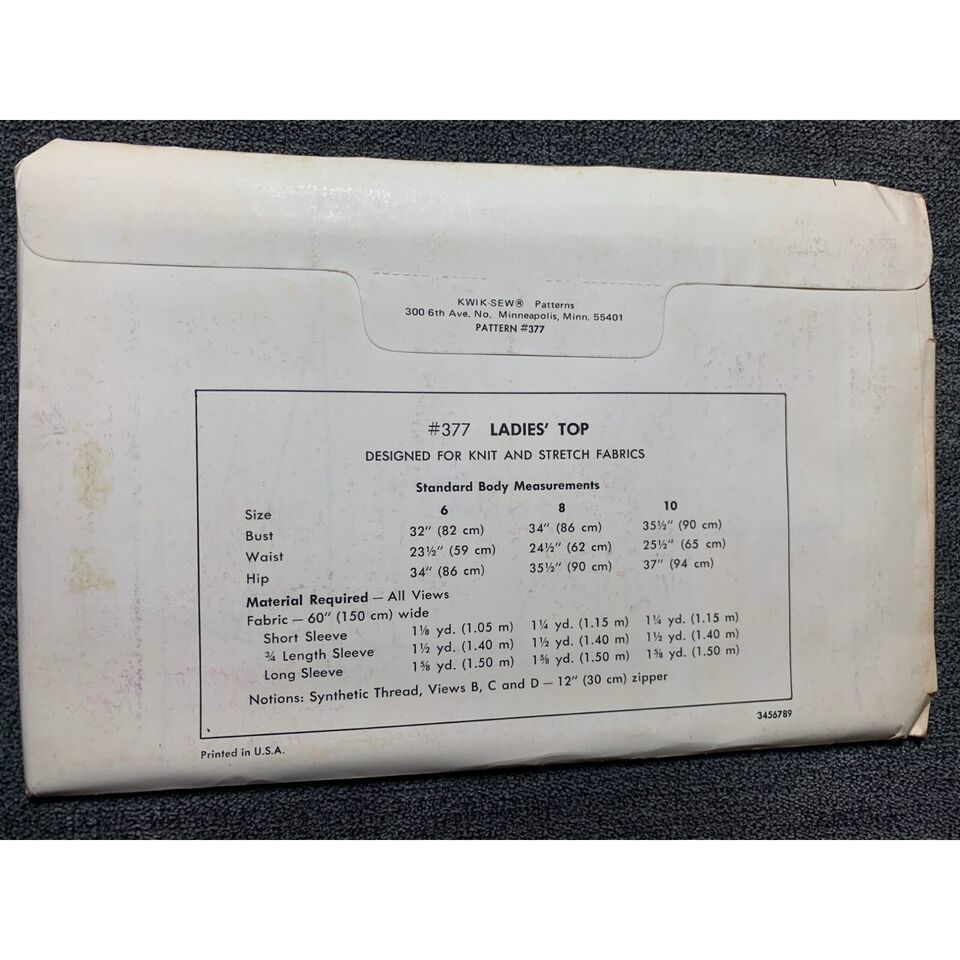 KWIK-SEW® Patterns
300 6th Ave. No. Minneapolis, Minn. 55401
PATTERN #377
#377 LADIES' TOP
DESIGNED FOR KNIT AND STRETCH FABRICS
Standard Body Measurements
Size 6 8 10
Bust 32" (82 cm) 34" (86 cm) 35½" (90 cm)
Waist 23½" (59 cm) 24½" (62 cm) 25½" (65 cm)
Hip 34" (86 cm) 35½" (90 cm) 37" (94 cm)
Material Required — All Views
Fabric — 60" (150 cm) wide
Short Sleeve 1⅛ yd. (1.05 m) 1¼ yd. (1.15 m) 1¼ yd. (1.15 m)
¾ Length Sleeve 1½ yd. (1.40 m) 1½ yd. (1.40 m) 1½ yd. (1.40 m)
Long Sleeve 1⅝ yd. (1.50 m) 1⅝ yd. (1.50 m) 1⅝ yd. (1.50 m)
Notions: Synthetic Thread, Views B, C and D — 12" (30 cm) zipper
3456789
Printed in U.S.A.